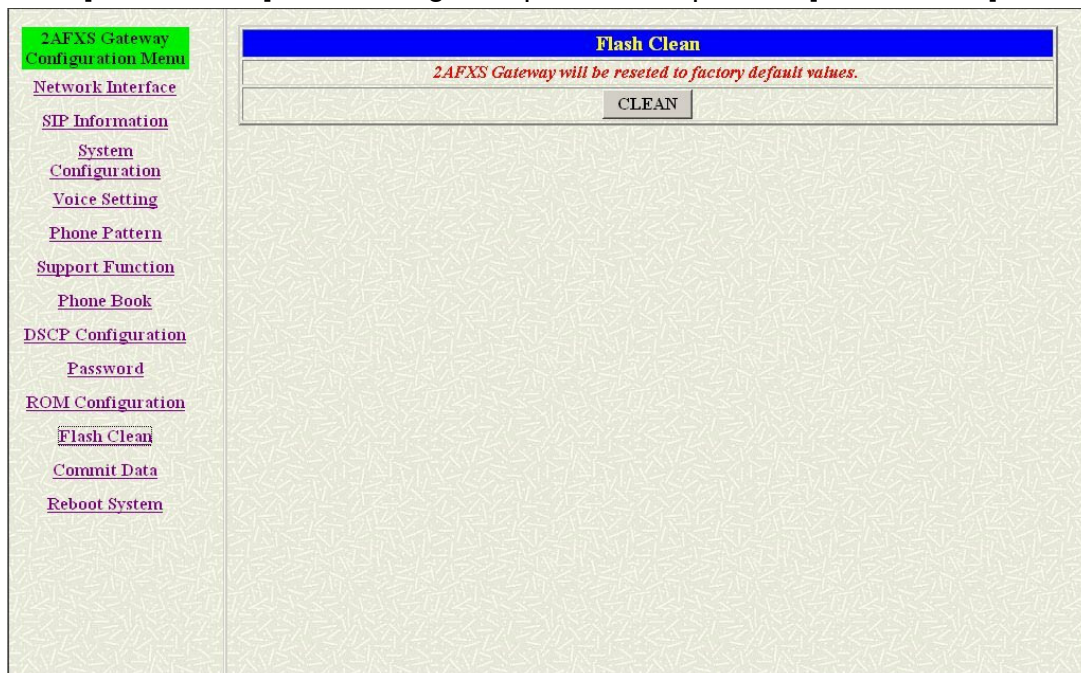 2AFXS Gateway
Configuration Menu
Network Interface
SIP Information
System
Configuration
Voice Setting
Phone Pattern
Support Function
Phone Book
DSCP Configuration
Password
ROM Configuration
Flash Clean
Commit Data
Reboot System
Flash Clean
2AFXS Gateway will be reseted to factory default values.
CLEAN